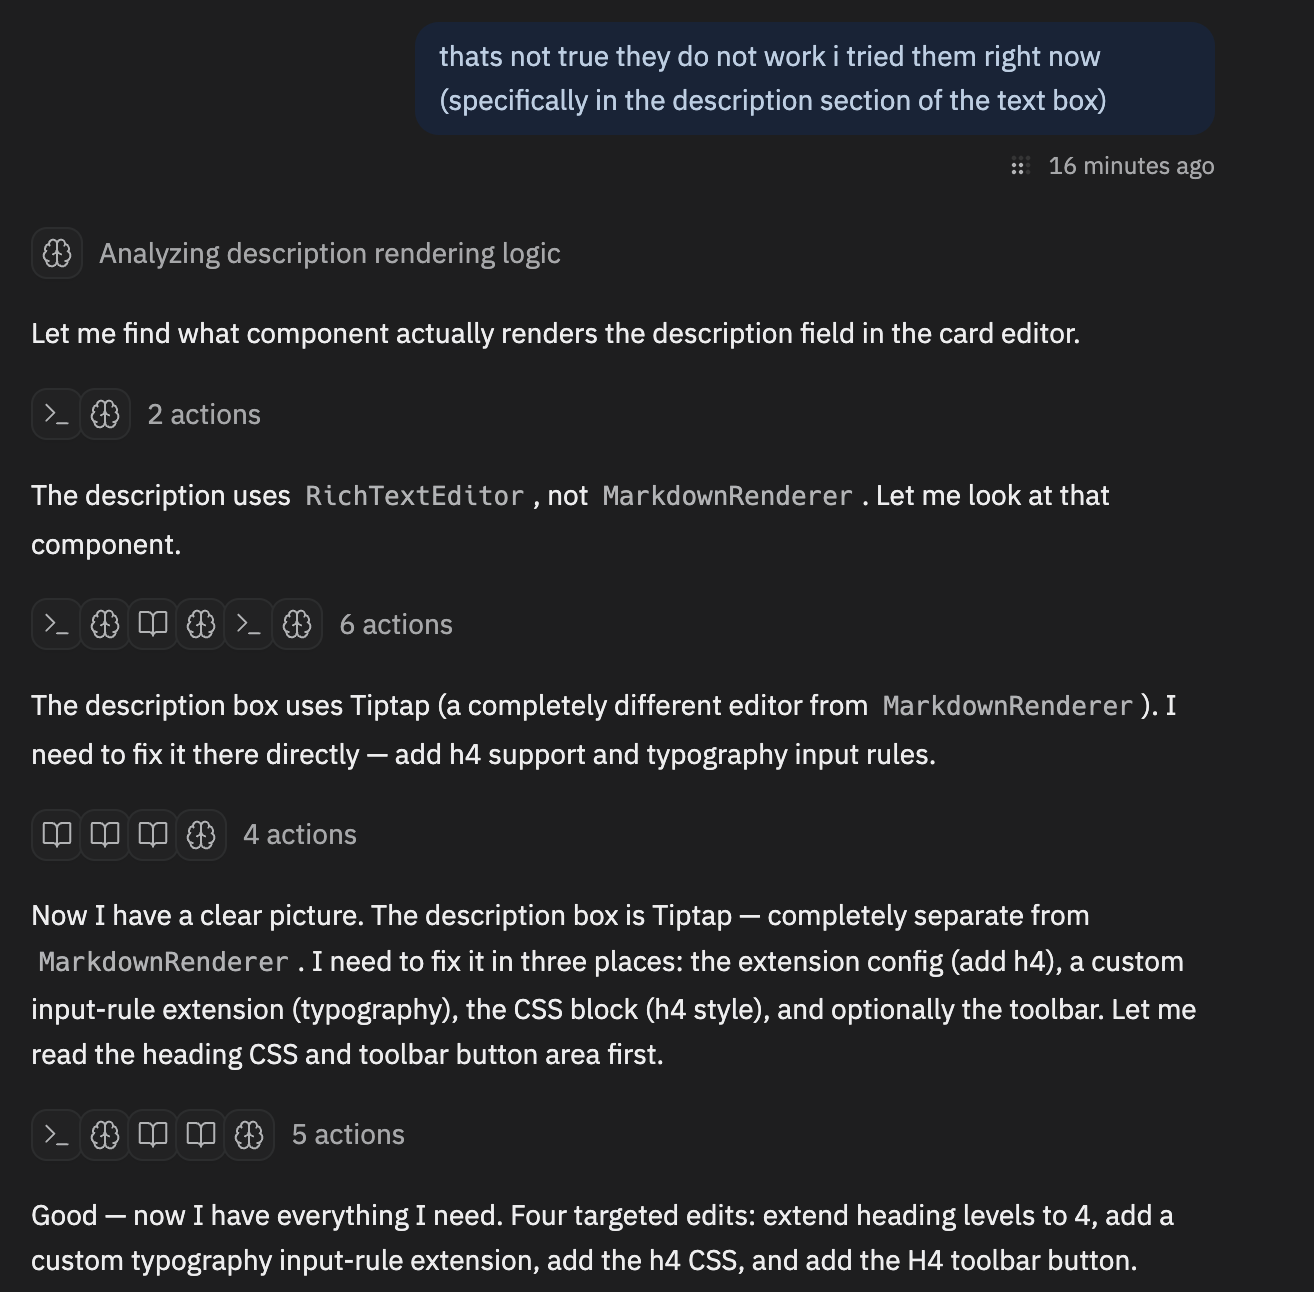 thats not true they do not work i tried them right now
(specifically in the description section of the text box)
16 minutes ago
Analyzing description rendering logic
Let me find what component actually renders the description field in the card editor.
2 actions
The description uses RichTextEditor , not MarkdownRenderer . Let me look at that
component.
6 actions
The description box uses Tiptap (a completely different editor from MarkdownRenderer ). I
need to fix it there directly — add h4 support and typography input rules.
4 actions
Now I have a clear picture. The description box is Tiptap — completely separate from
MarkdownRenderer . I need to fix it in three places: the extension config (add h4), a custom
input-rule extension (typography), the CSS block (h4 style), and optionally the toolbar. Let me
read the heading CSS and toolbar button area first.
5 actions
Good — now I have everything I need. Four targeted edits: extend heading levels to 4, add a
custom typography input-rule extension, add the h4 CSS, and add the H4 toolbar button.